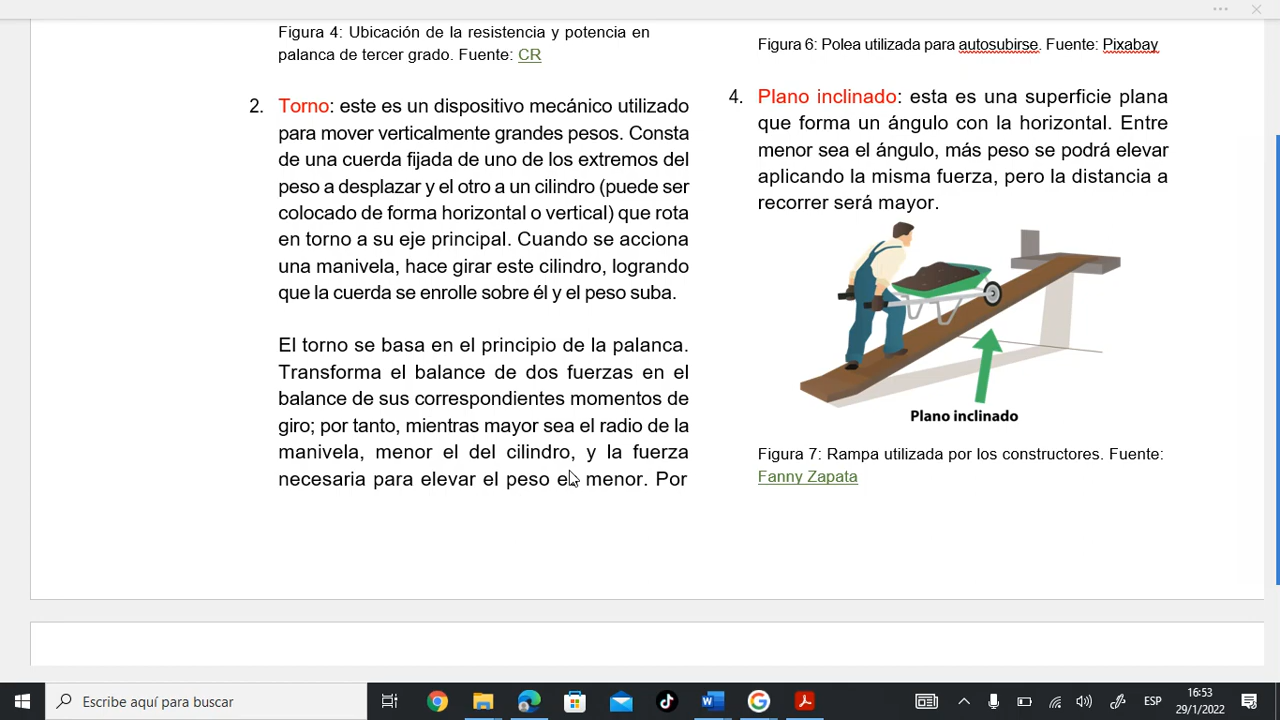 Figura 4: Ubicación de la resistencia y potencia en
palanca de tercer grado. Fuente: CR
2. Torno: este es un dispositivo mecánico utilizado
para mover verticalmente grandes pesos. Consta
de una cuerda fijada de uno de los extremos del
peso a desplazar y el otro a un cilindro (puede ser
colocado de forma horizontal o vertical) que rota
en torno a su eje principal. Cuando se acciona
una manivela, hace girar este cilindro, logrando
que la cuerda se enrolle sobre él y el peso suba.
El torno se basa en el principio de la palanca.
Transforma el balance de dos fuerzas en el
balance de sus correspondientes momentos de
giro; por tanto, mientras mayor sea el radio de la
manivela, menor el del cilindro, y la fuerza
necesaria para elevar el peso menor. Por
Figura 6: Polea utilizada para autosubirse. Fuente: Pixabay
4. Plano inclinado: esta es una superficie plana
que forma un ángulo con la horizontal. Entre
menor sea el ángulo, más peso se podrá elevar
aplicando la misma fuerza, pero la distancia a
recorrer será mayor.
Plano inclinado
Figura 7: Rampa utilizada por los constructores. Fuente:
Fanny Zapata
Escribe aquí para buscar
ESP
16:53
29/1/2022